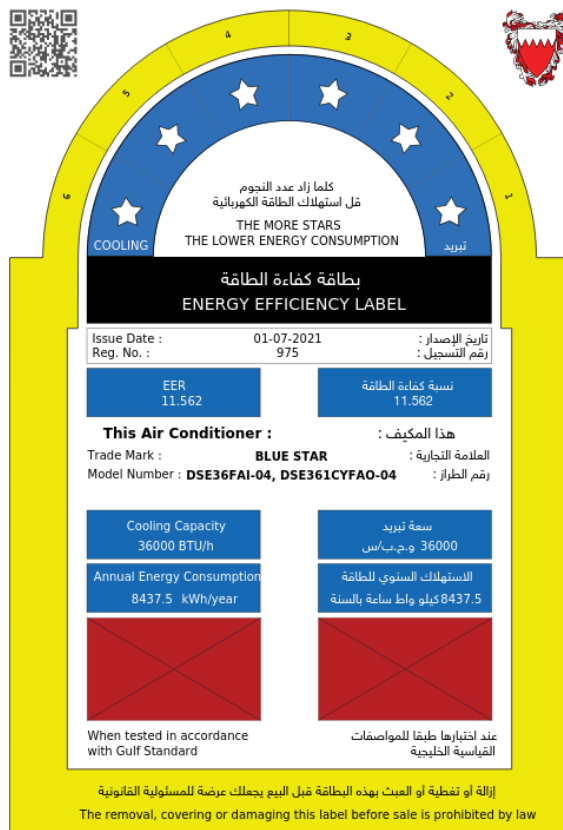 4 3
5 2
6 1
كلما زاد عدد النجوم
قل استهلاك الطاقة الكهربائية
THE MORE STARS
THE LOWER ENERGY CONSUMPTION
COOLING تبريد
بطاقة كفاءة الطاقة
ENERGY EFFICIENCY LABEL
Issue Date : 01-07-2021 تاريخ الإصدار :
Reg. No. : 975 رقم التسجيل :
EER نسبة كفاءة الطاقة
11.562 11.562
This Air Conditioner : هذا المكيف :
Trade Mark : BLUE STAR العلامة التجارية :
Model Number : DSE36FAI-04, DSE361CYFAO-04 رقم الطراز :
Cooling Capacity سعة تبريد
36000 BTU/h 36000 و.ح.ب/س
Annual Energy Consumption الاستهلاك السنوي للطاقة
8437.5 kWh/year 8437.5كيلو واط ساعة بالسنة
When tested in accordance عند اختبارها طبقا للمواصفات
with Gulf Standard القياسية الخليجية
إزالة أو تغطية أو العبث بهذه البطاقة قبل البيع يجعلك عرضة للمسئولية القانونية
The removal, covering or damaging this label before sale is prohibited by law